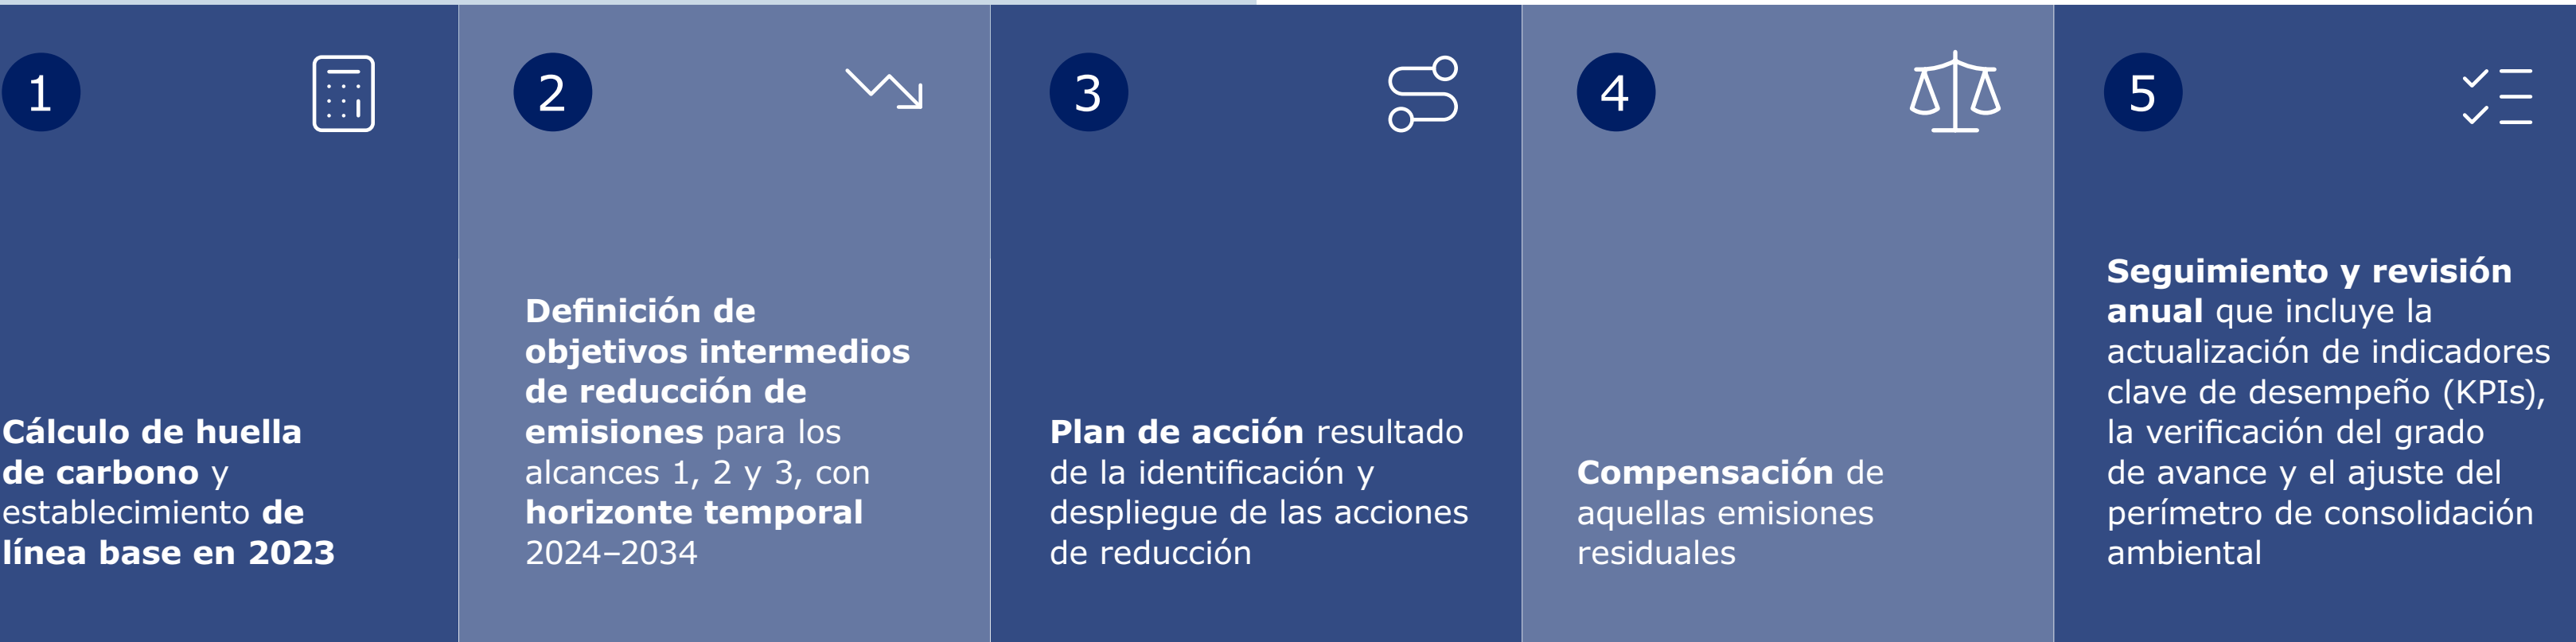 1
Cálculo de huella
de carbono y
establecimiento de
línea base en 2023
2
Definición de
objetivos intermedios
de reducción de
emisiones para los
alcances 1, 2 y 3, con
horizonte temporal
2024–2034
3
Plan de acción resultado
de la identificación y
despliegue de las acciones
de reducción
4
Compensación de
aquellas emisiones
residuales
5
Seguimiento y revisión
anual que incluye la
actualización de indicadores
clave de desempeño (KPIs),
la verificación del grado
de avance y el ajuste del
perímetro de consolidación
ambiental